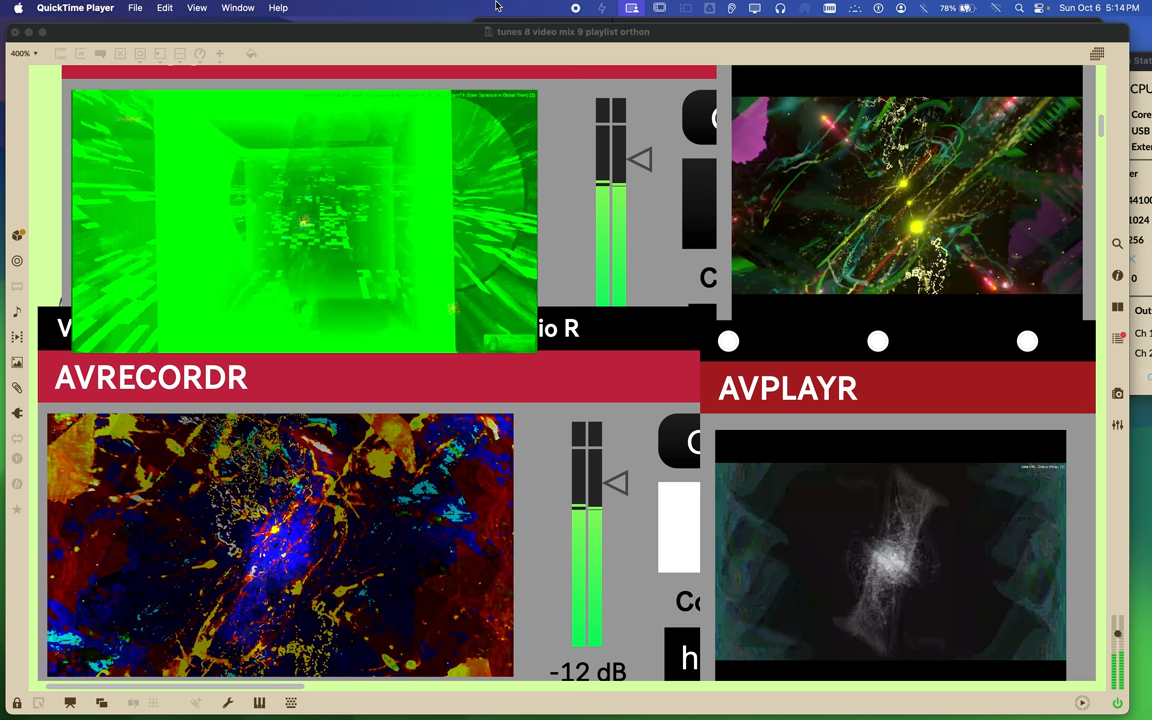 QuickTime Player File Edit View Window Help
78% Sun Oct 6 5:14 PM
tunes 8 video mix 9 playlist orthon
400%
Stat
CPU
Core
USB
Exter
er
44100
1024
256
0
Out
Ch 1
Ch 2
C
io R
AVRECORDR
AVPLAYR
-12 dB
Co
h